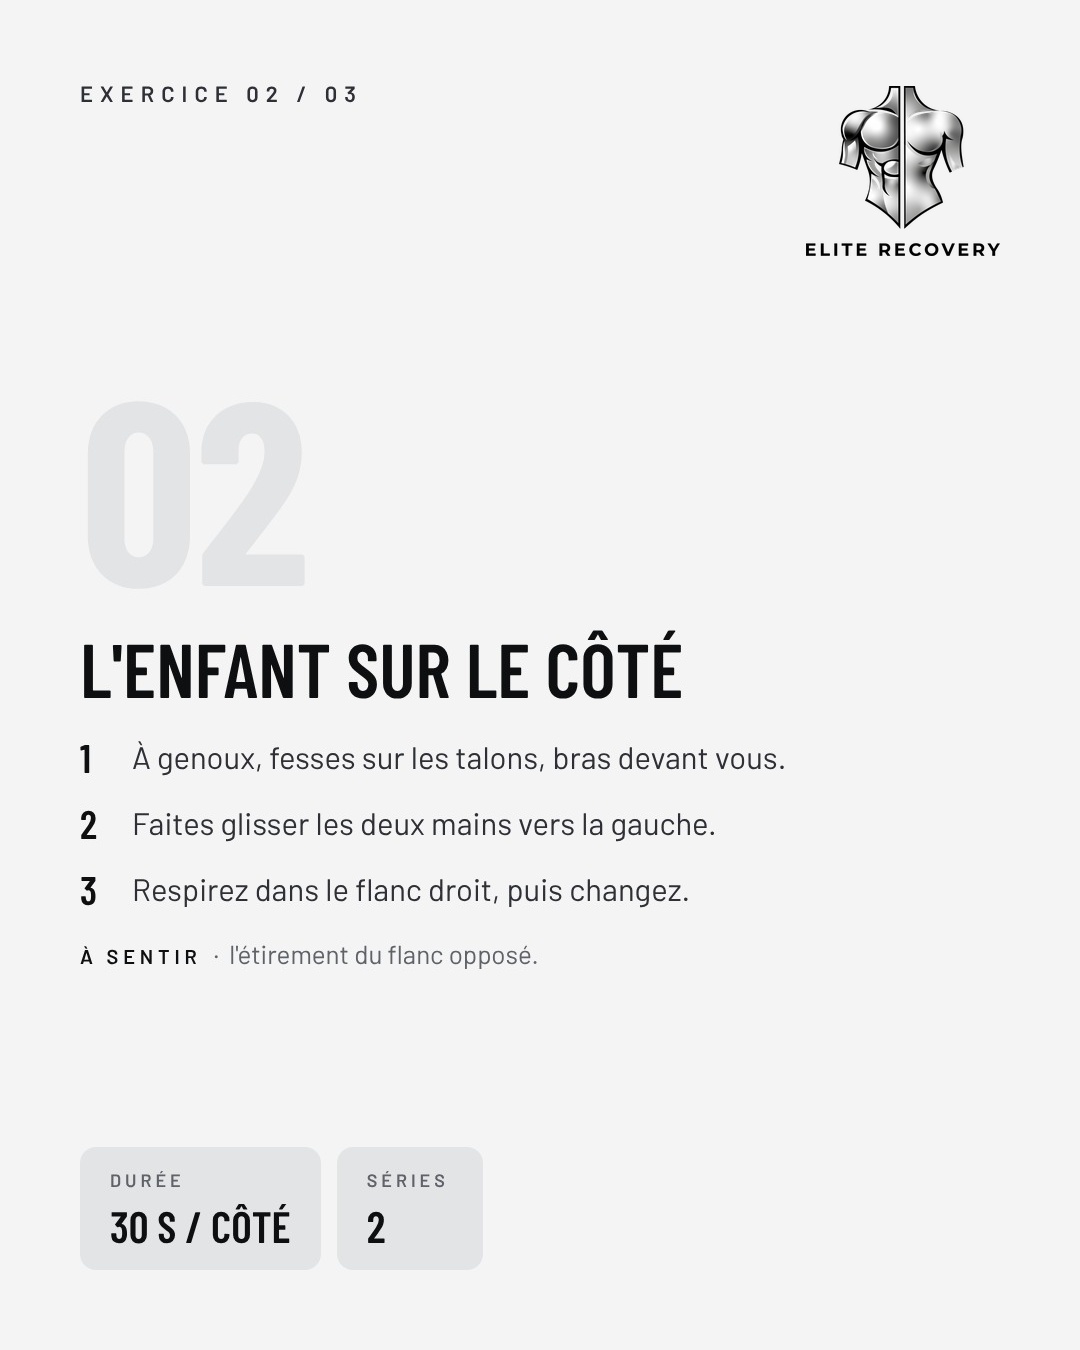 EXERCICE 02 / 03
ELITE RECOVERY
02
L'ENFANT SUR LE CÔTÉ
1 À genoux, fesses sur les talons, bras devant vous.
2 Faites glisser les deux mains vers la gauche.
3 Respirez dans le flanc droit, puis changez.
À SENTIR · l'étirement du flanc opposé.
DURÉE
30 S / CÔTÉ
SÉRIES
2